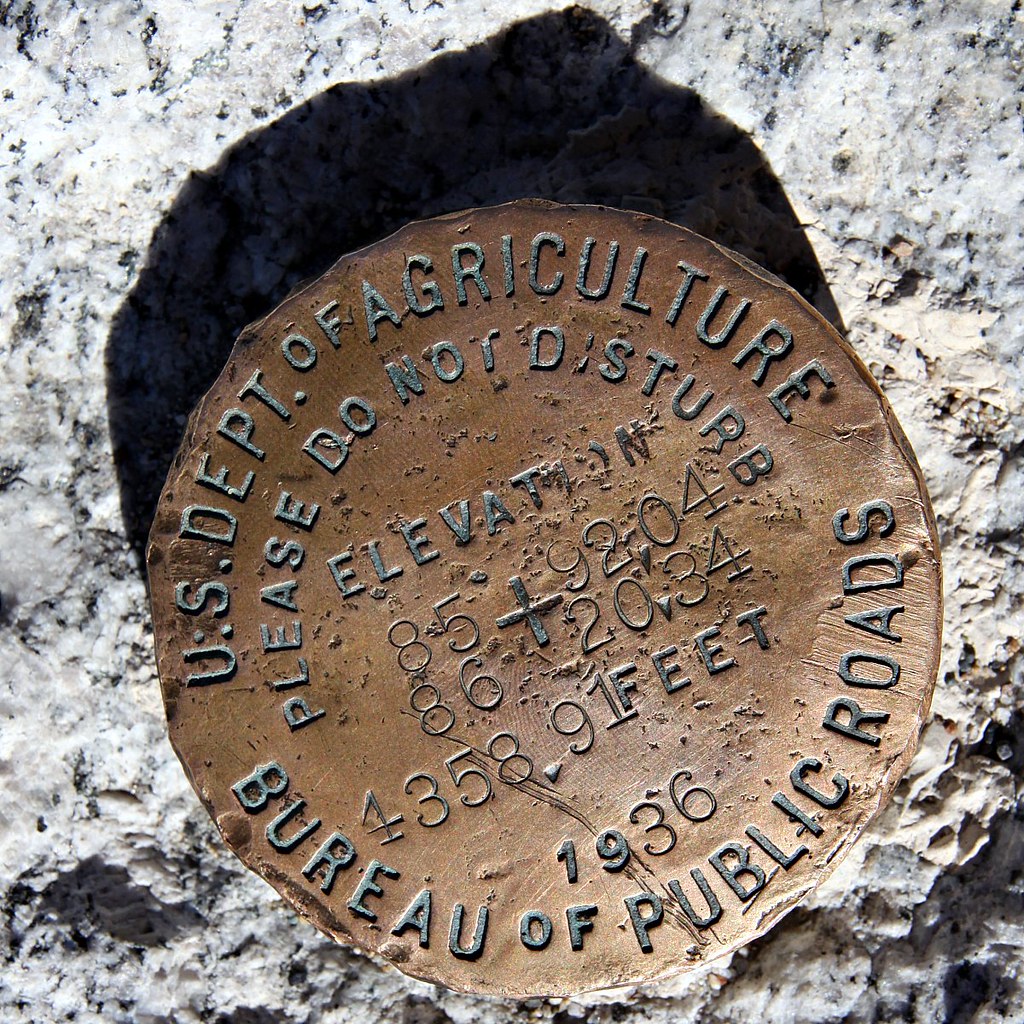 U.S. DEPT. OF AGRICULTURE
PLEASE DO NOT DISTURB
ELEVATION
85 + 92.04
86 + 20.34
4358.91 FEET
1936
BUREAU OF PUBLIC ROADS